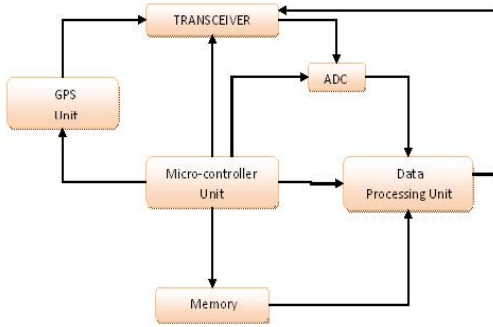 TRANSCEIVER
ADC
GPS
Unit
Micro-controller
Unit
Data
Processing Unit
Memory